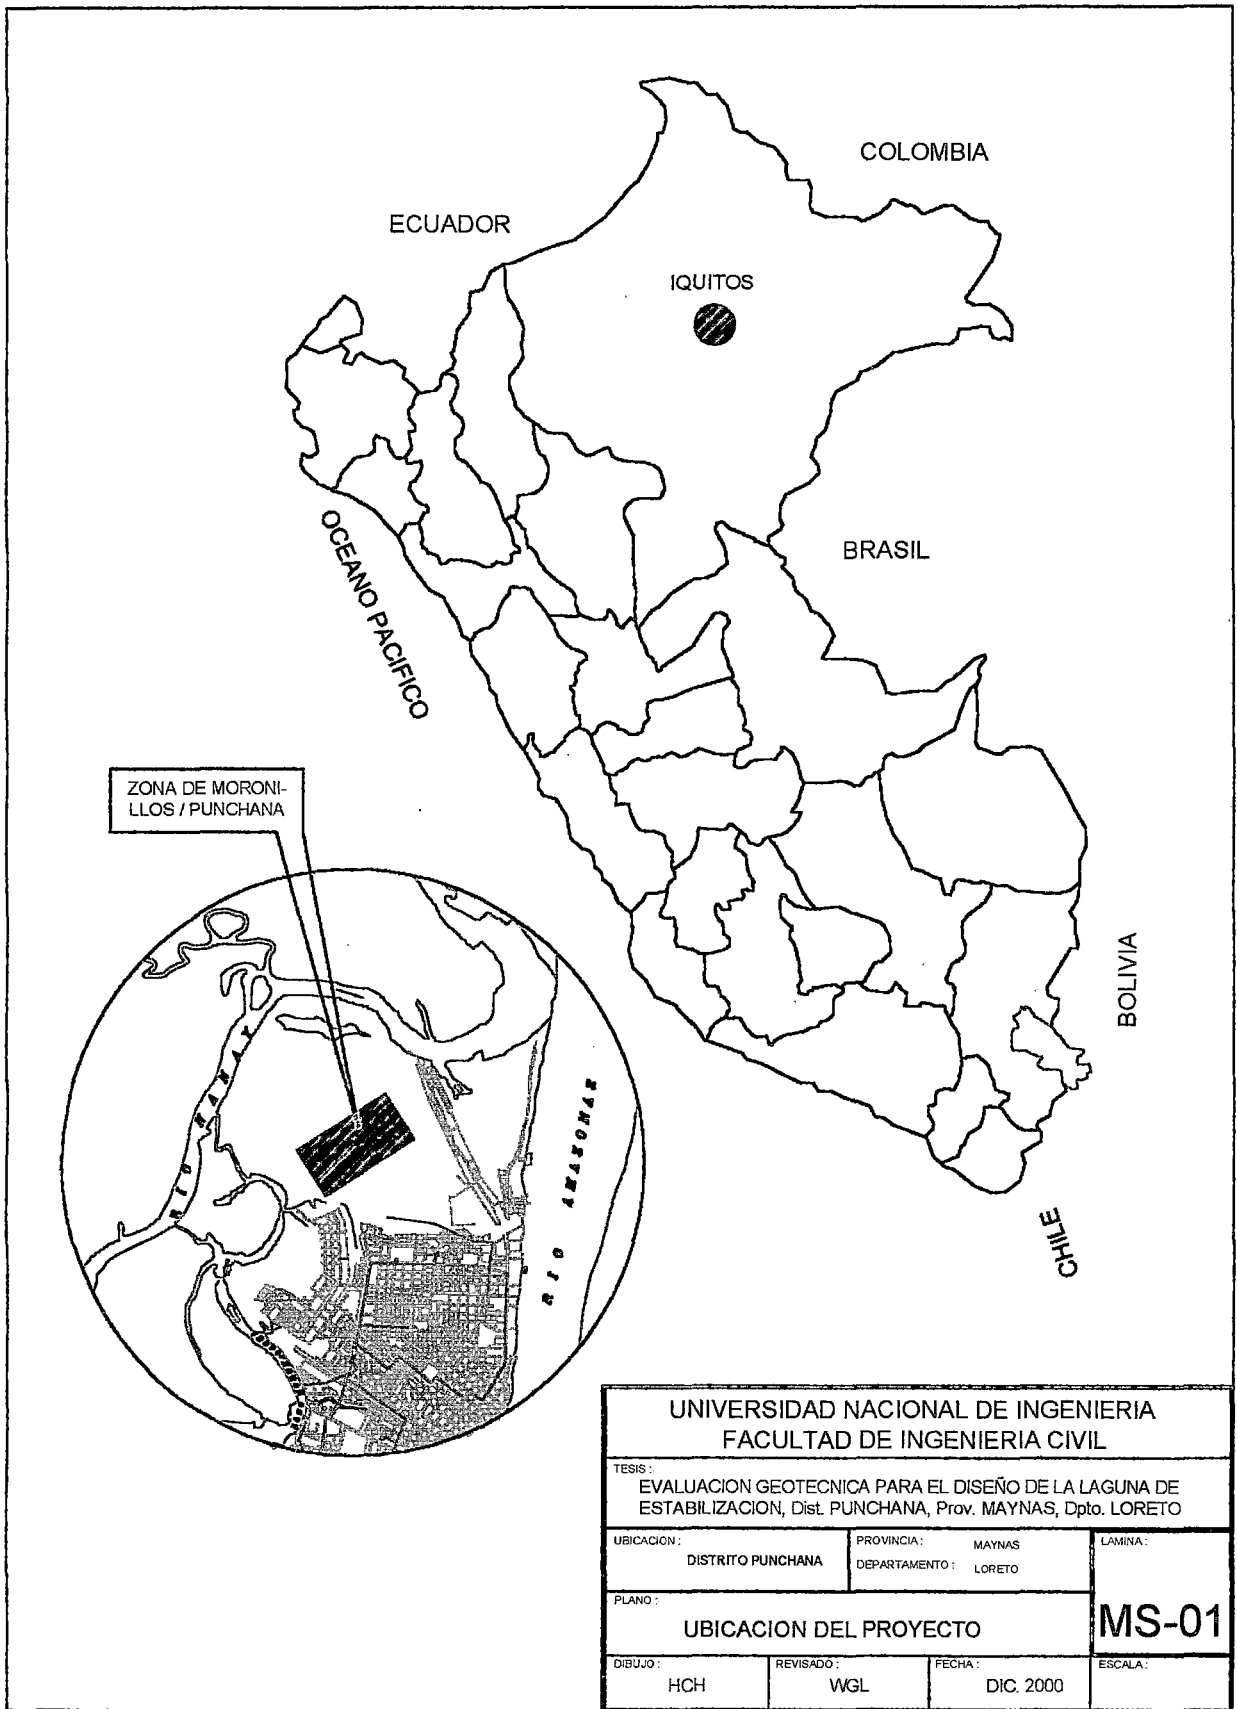 COLOMBIA
ECUADOR
IQUITOS
BRASIL
OCEANO PACIFICO
ZONA DE MORONI-
LLOS / PUNCHANA
BOLIVIA
RIO NANAY
RIO AMAZONAS
CHILE
UNIVERSIDAD NACIONAL DE INGENIERIA
FACULTAD DE INGENIERIA CIVIL
TESIS :
EVALUACION GEOTECNICA PARA EL DISEÑO DE LA LAGUNA DE
ESTABILIZACION, Dist. PUNCHANA, Prov. MAYNAS, Dpto. LORETO
UBICACION :
DISTRITO PUNCHANA
PROVINCIA : MAYNAS
DEPARTAMENTO : LORETO
LAMINA :
MS-01
PLANO :
UBICACION DEL PROYECTO
DIBUJO :
HCH
REVISADO :
WGL
FECHA :
DIC. 2000
ESCALA :